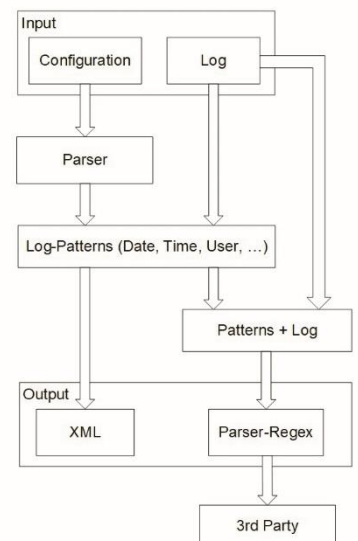 Input
Configuration
Log
Parser
Log-Patterns (Date, Time, User, ...)
Patterns + Log
Output
XML
Parser-Regex
3rd Party